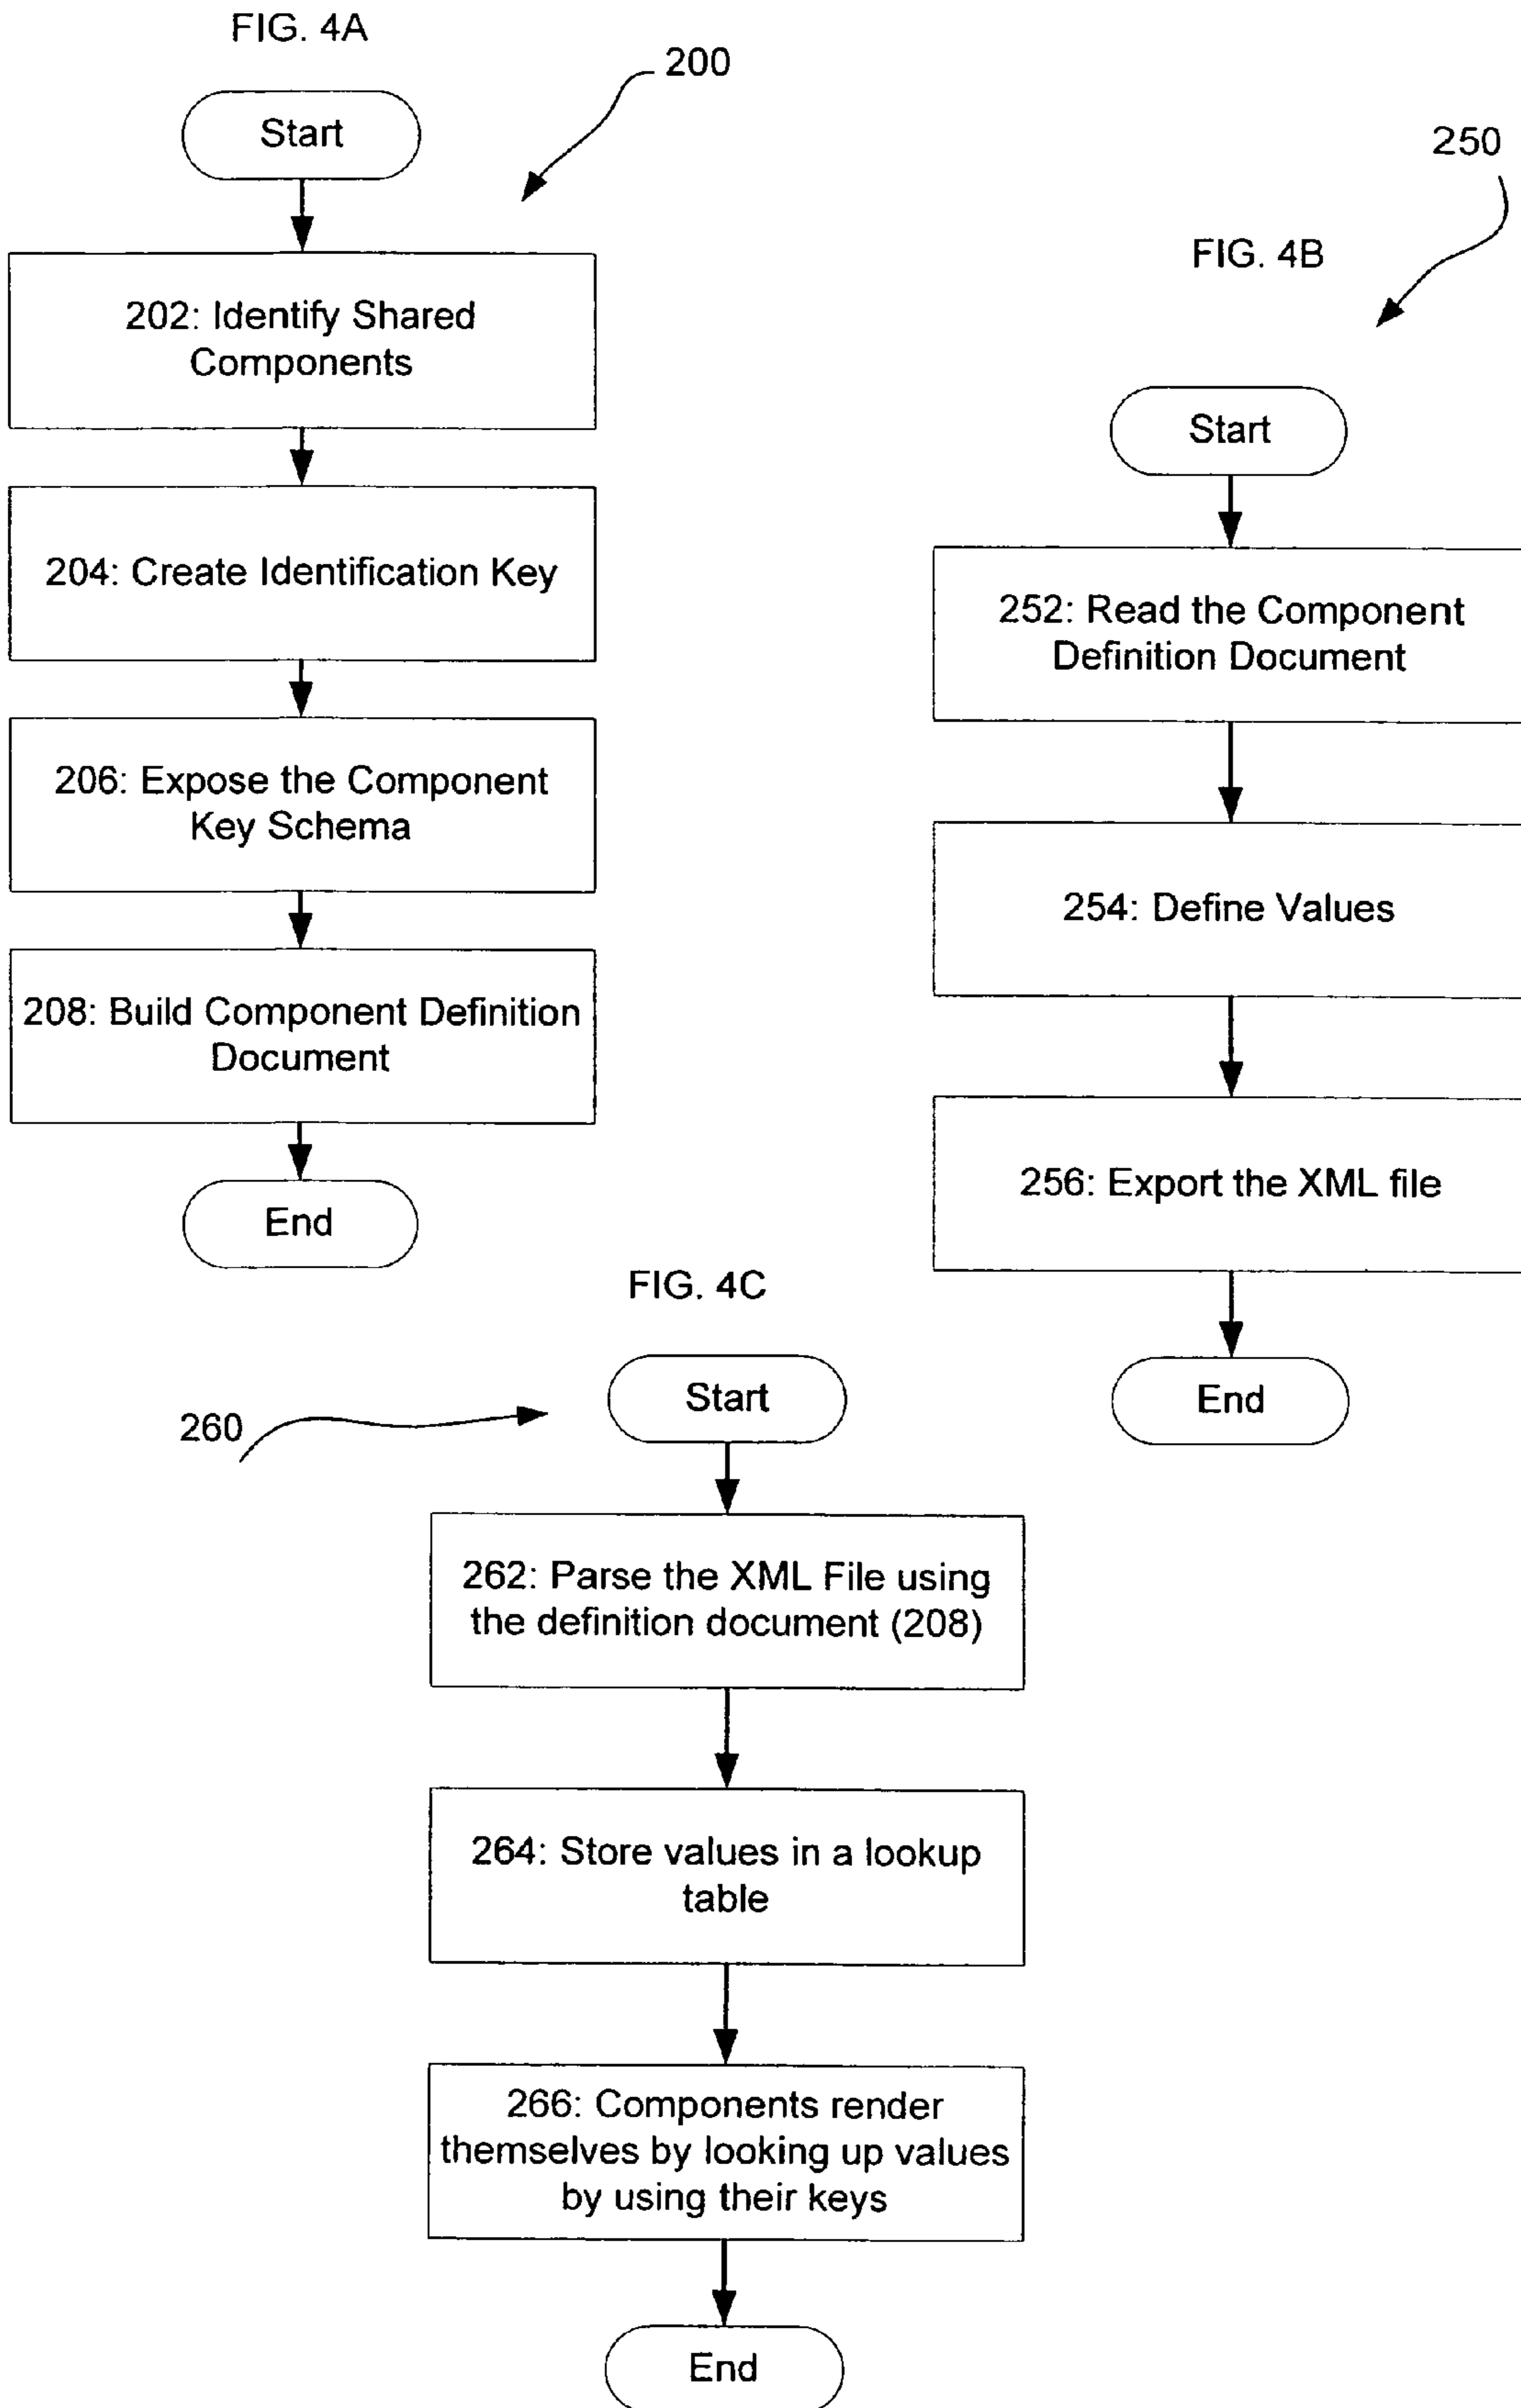 FIG. 4A
200
Start
202: Identify Shared
Components
204: Create Identification Key
206: Expose the Component
Key Schema
208: Build Component Definition
Document
End
250
FIG. 4B
Start
252: Read the Component
Definition Document
254: Define Values
256: Export the XML file
End
FIG. 4C
260
Start
262: Parse the XML File using
the definition document (208)
264: Store values in a lookup
table
266: Components render
themselves by looking up values
by using their keys
End